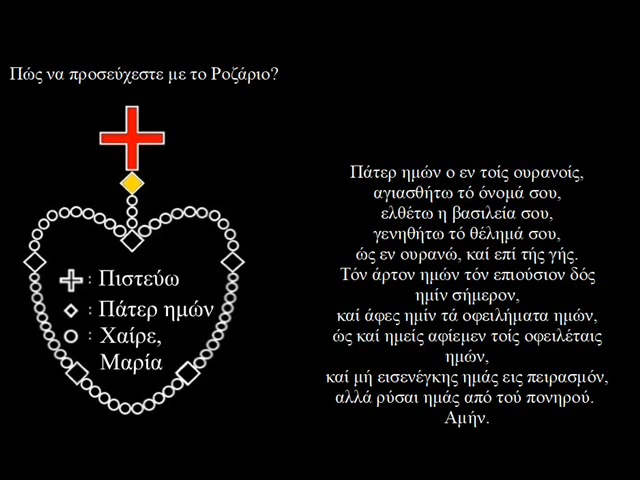 Πώς να προσεύχεστε με το Ροζάριο?
: Πιστεύω
: Πάτερ ημών
: Χαίρε,
Μαρία
Πάτερ ημών ο εν τοίς ουρανοίς,
αγιασθήτω τό όνομά σου,
ελθέτω η βασιλεία σου,
γενηθήτω τό θέλημά σου,
ώς εν ουρανώ, καί επί τής γής.
Τόν άρτον ημών τόν επιούσιον δός
ημίν σήμερον,
καί άφες ημίν τά οφειλήματα ημών,
ώς καί ημείς αφίεμεν τοίς οφειλέταις
ημών,
καί μή εισενέγκης ημάς εις πειρασμόν,
αλλά ρύσαι ημάς από τού πονηρού.
Αμήν.